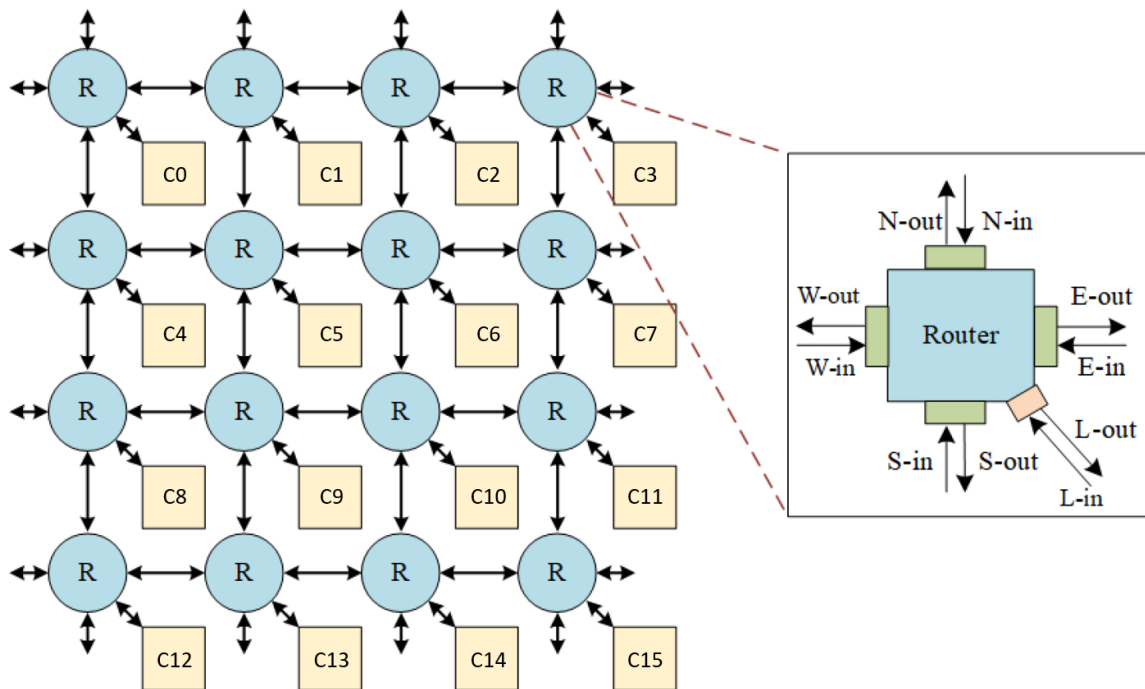 R R R R
C0 C1 C2 C3
R R R R
C4 C5 C6 C7
R R R R
C8 C9 C10 C11
R R R R
C12 C13 C14 C15
N-out N-in
W-out E-out
Router
W-in E-in
L-out
S-in S-out
L-in